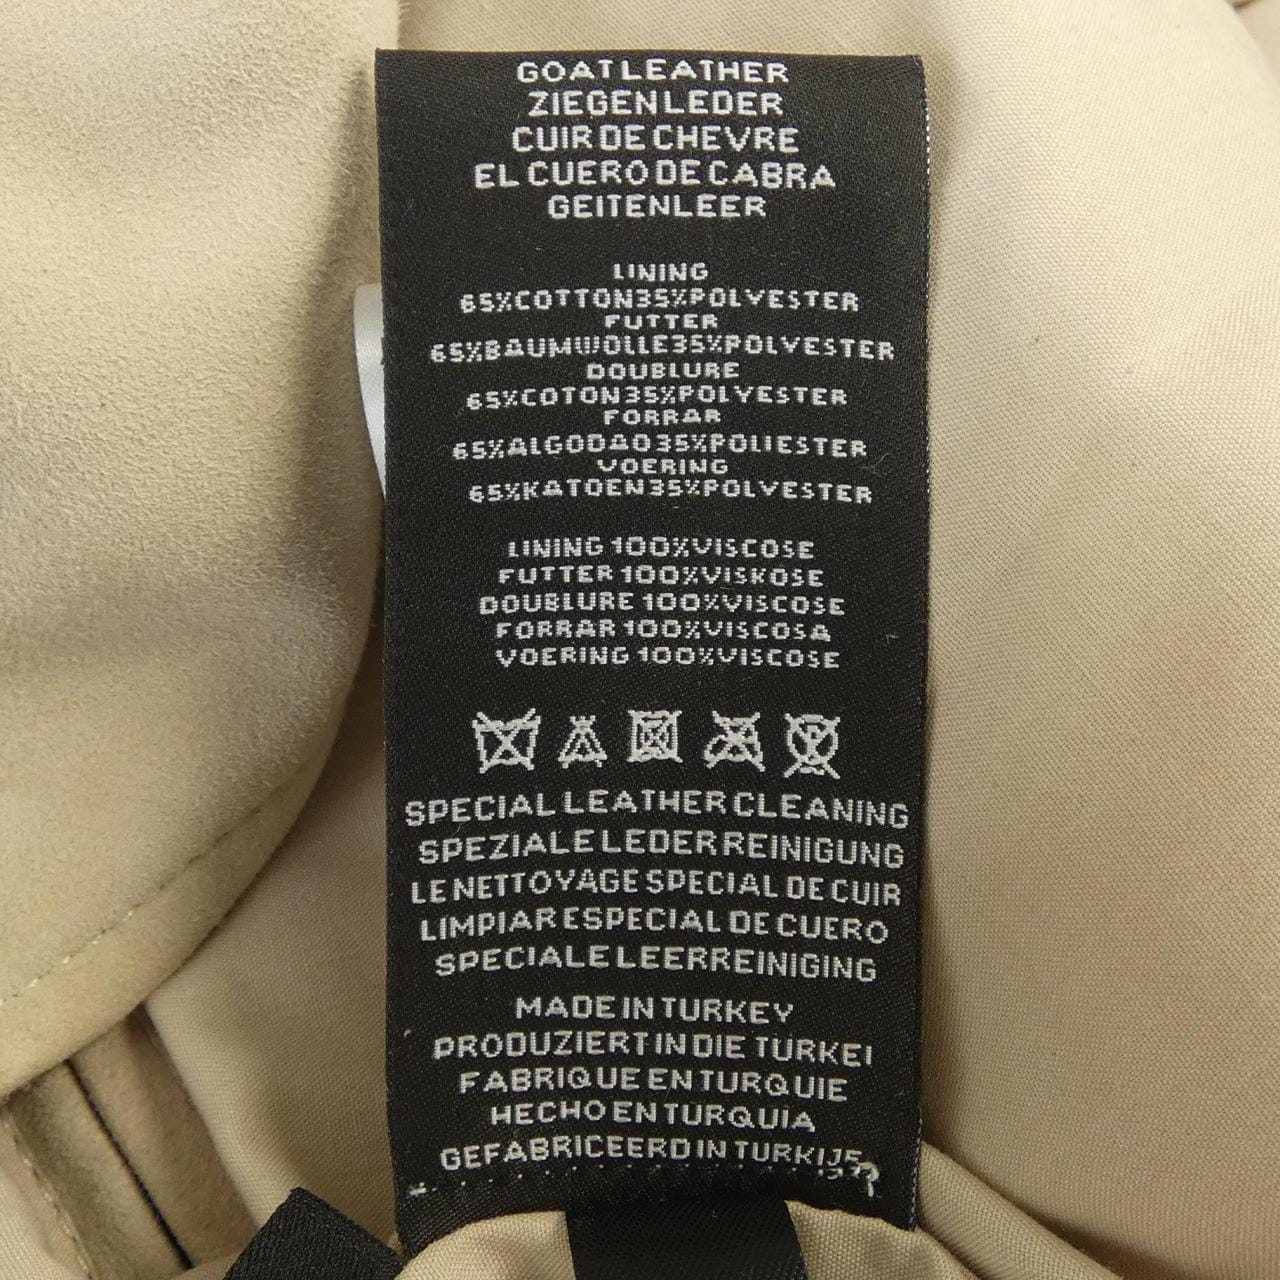 GOAT LEATHER
ZIEGENLEDER
CUIR DE CHEVRE
EL CUERO DE CABRA
GEITENLEER
LINING
65%COTTON35%POLYESTER
FUTTER
65%BAUMWOLLE35%POLYESTER
DOUBLURE
65%COTON35%POLYESTER
FORRAR
65%ALGODAO35%POLIESTER
VOERING
65%KATOEN35%POLYESTER
LINING 100%VISCOSE
FUTTER 100%VISKOSE
DOUBLURE 100%VISCOSE
FORRAR 100%VISCOSA
VOERING 100%VISCOSE
SPECIAL LEATHER CLEANING
SPEZIALE LEDERREINIGUNG
LE NETTOYAGE SPECIAL DE CUIR
LIMPIAR ESPECIAL DE CUERO
SPECIALE LEERREINIGING
MADE IN TURKEY
PRODUZIERT IN DIE TURKEI
FABRIQUE EN TURQUIE
HECHO EN TURQUIA
GEFABRICEERD IN TURKIJE